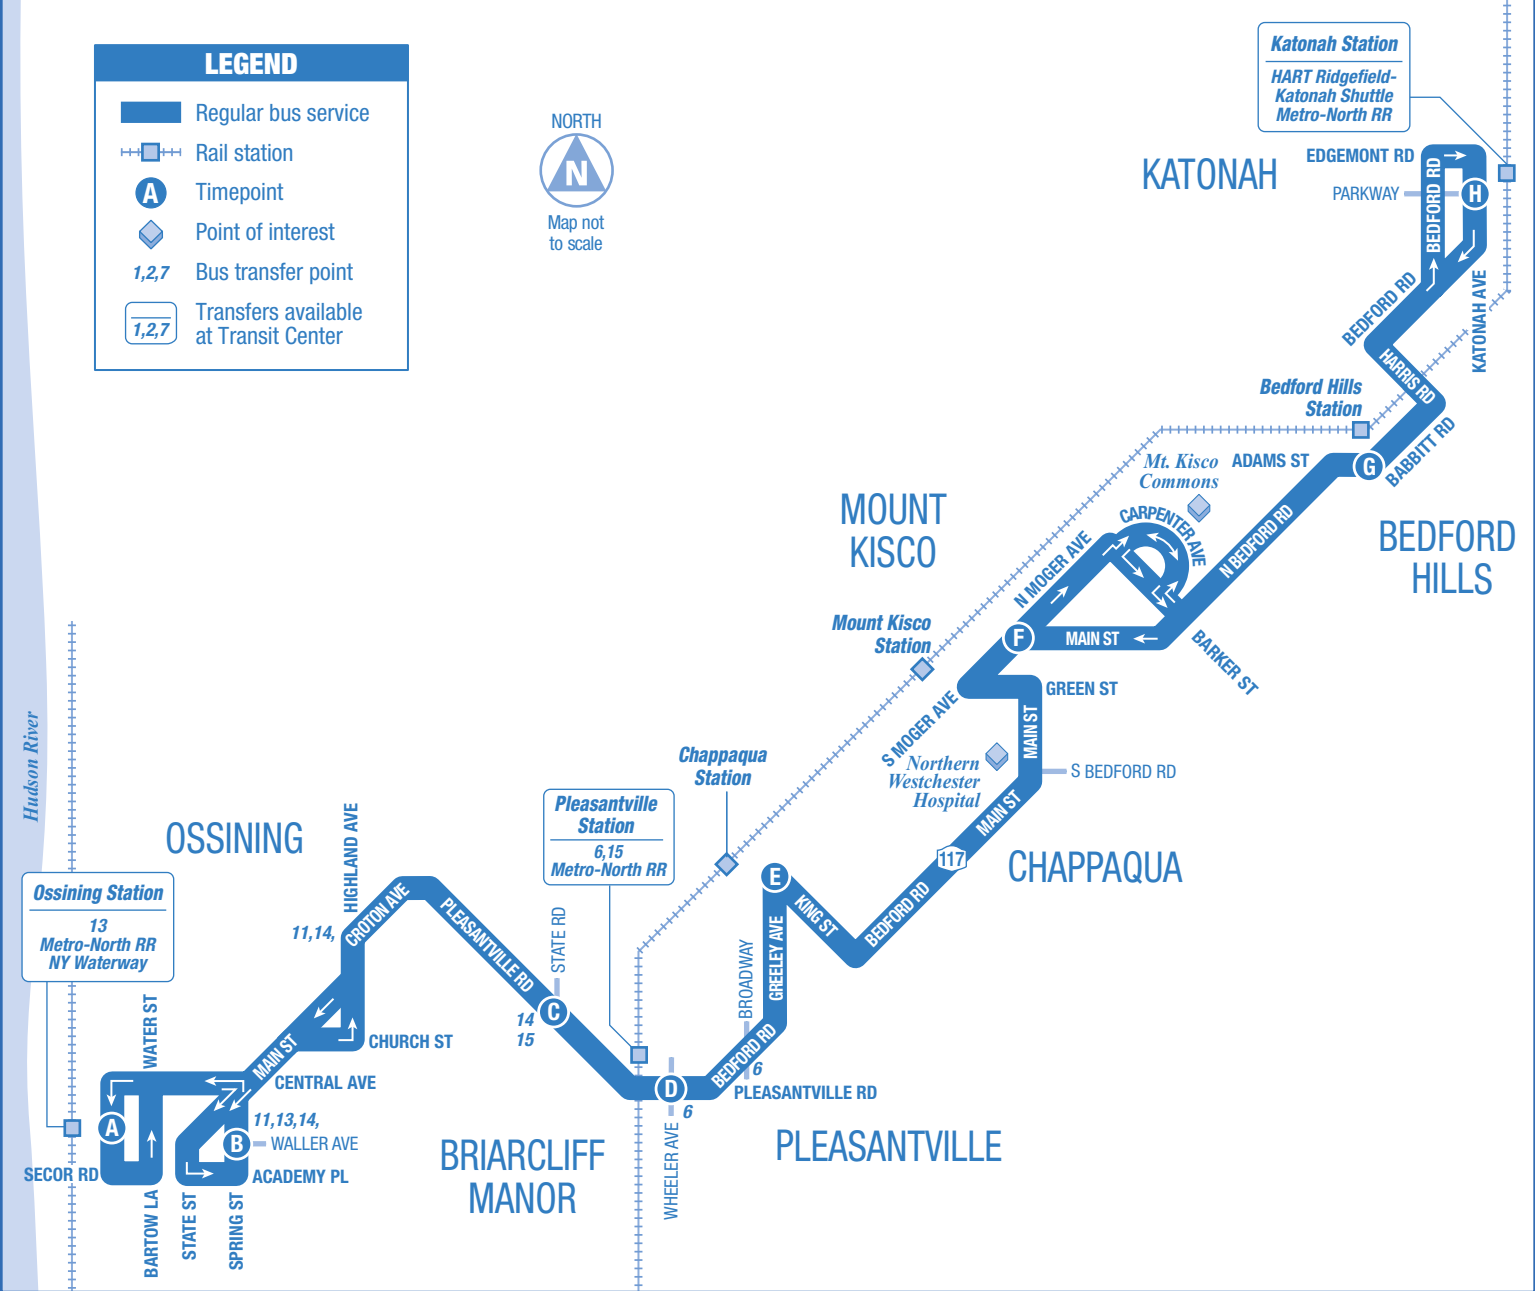 LEGEND
Regular bus service
Rail station
A
Timepoint
Point of interest
1,2,7
Bus transfer point
1,2,7
Transfers available
at Transit Center
NORTH
N
Map not
to scale
Katonah Station
HART Ridgefield-
Katonah Shuttle
Metro-North RR
KATONAH
EDGEMONT RD
PARKWAY
BEDFORD RD
H
BEDFORD RD
KATONAH AVE
HARRIS RD
Bedford Hills
Station
BABBITT RD
G
ADAMS ST
Mt. Kisco
Commons
CARPENTER AVE
N BEDFORD RD
BEDFORD
HILLS
MOUNT
KISCO
N MOGER AVE
Mount Kisco
Station
F
MAIN ST
BARKER ST
GREEN ST
S MOGER AVE
MAIN ST
Northern
Westchester
Hospital
S BEDFORD RD
MAIN ST
117
CHAPPAQUA
Chappaqua
Station
E
KING ST
BEDFORD RD
GREELEY AVE
BROADWAY
BEDFORD RD
6
PLEASANTVILLE RD
Pleasantville
Station
6,15
Metro-North RR
D
6
WHEELER AVE
PLEASANTVILLE
STATE RD
C
14
15
PLEASANTVILLE RD
BRIARCLIFF
MANOR
OSSINING
HIGHLAND AVE
CROTON AVE
11,14,
Hudson River
Ossining Station
13
Metro-North RR
NY Waterway
WATER ST
MAIN ST
CHURCH ST
CENTRAL AVE
A
11,13,14,
B
WALLER AVE
SECOR RD
ACADEMY PL
BARTOW LA
STATE ST
SPRING ST